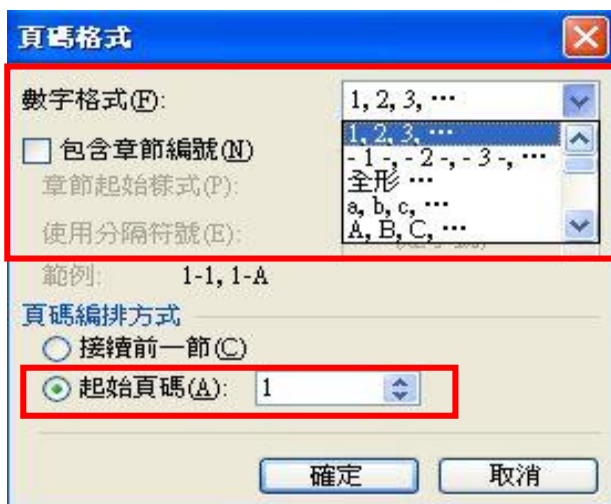 頁碼格式
數字格式(F): 1, 2, 3, …
1, 2, 3, …
包含章節編號(N)
- 1 -, - 2 -, - 3 -, …
章節起始樣式(P):
全形 …
a, b, c, …
使用分隔符號(E):
A, B, C, …
範例: 1-1, 1-A
頁碼編排方式
接續前一節(C)
起始頁碼(A): 1
確定 取消